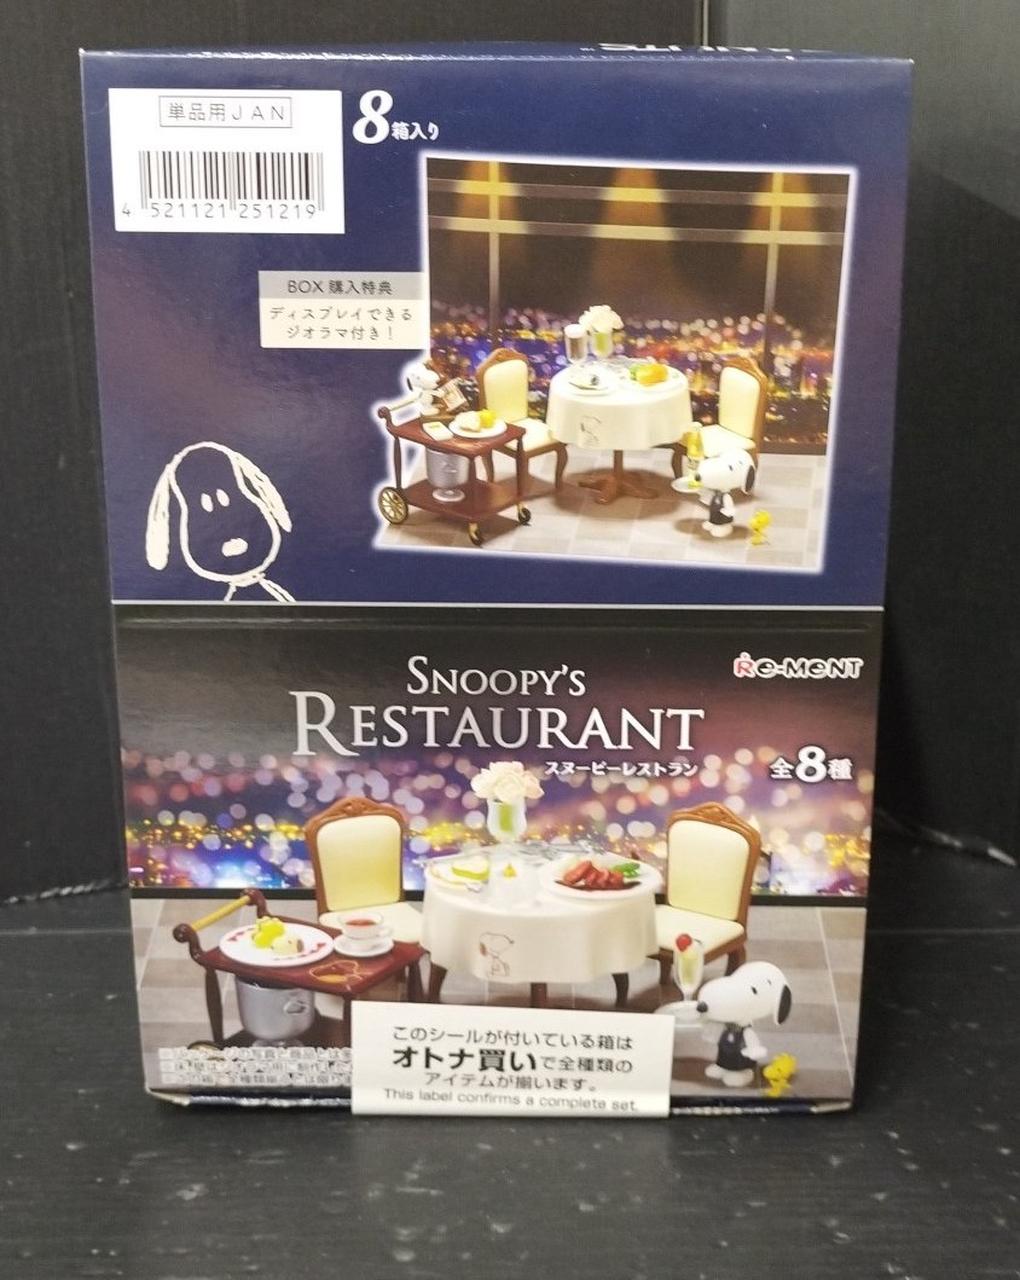 単品用JAN
4 521121 251219
8箱入り
BOX 購入特典
ディスプレイできる
ジオラマ付き!
SNOOPY'S
RESTAURANT
スヌーピーレストラン
Re-MeNT
全8種
このシールが付いている箱は
オトナ買いで全種類の
アイテムが揃います。
This label confirms a complete set.